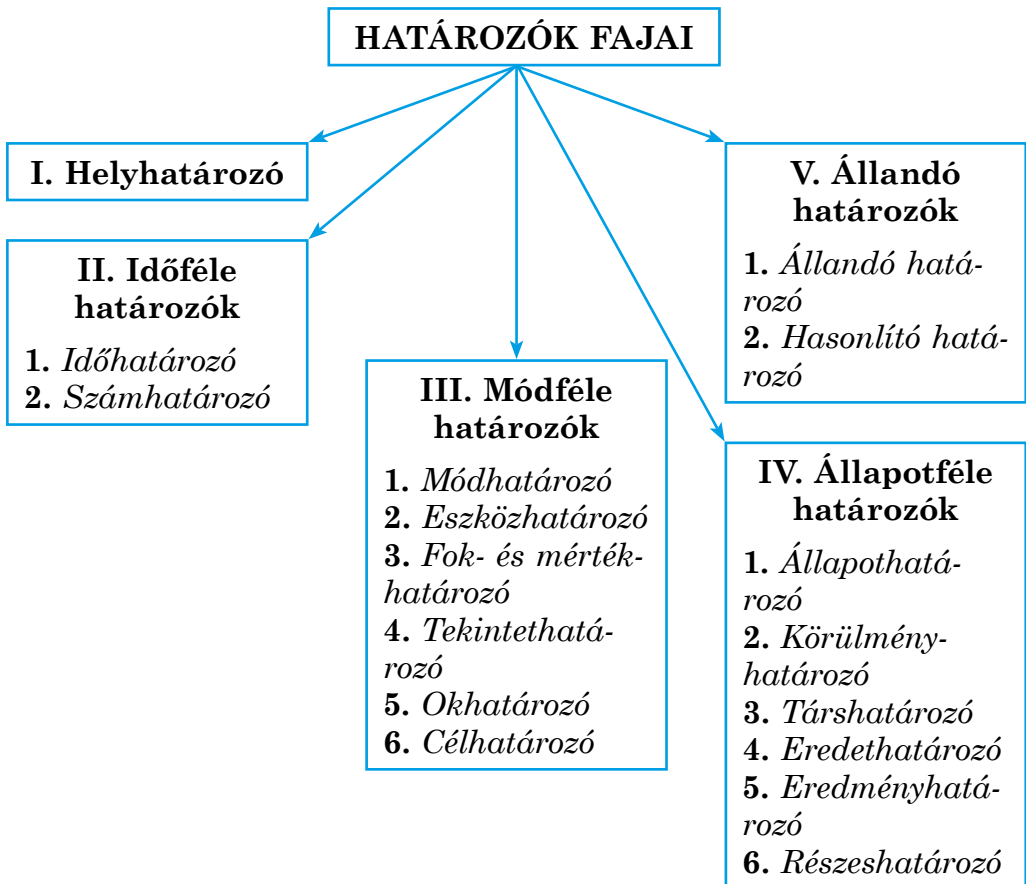 HATÁROZÓK FAJAI
I. Helyhatározó
II. Időféle
határozók
1. Időhatározó
2. Számhatározó
III. Módféle
határozók
1. Módhatározó
2. Eszközhatározó
3. Fok- és mérték-
határozó
4. Tekintethatá-
rozó
5. Okhatározó
6. Célhatározó
V. Állandó
határozók
1. Állandó hatá-
rozó
2. Hasonlító hatá-
rozó
IV. Állapotféle
határozók
1. Állapothatá-
rozó
2. Körülmény-
határozó
3. Társhatározó
4. Eredethatározó
5. Eredményhatá-
rozó
6. Részeshatározó